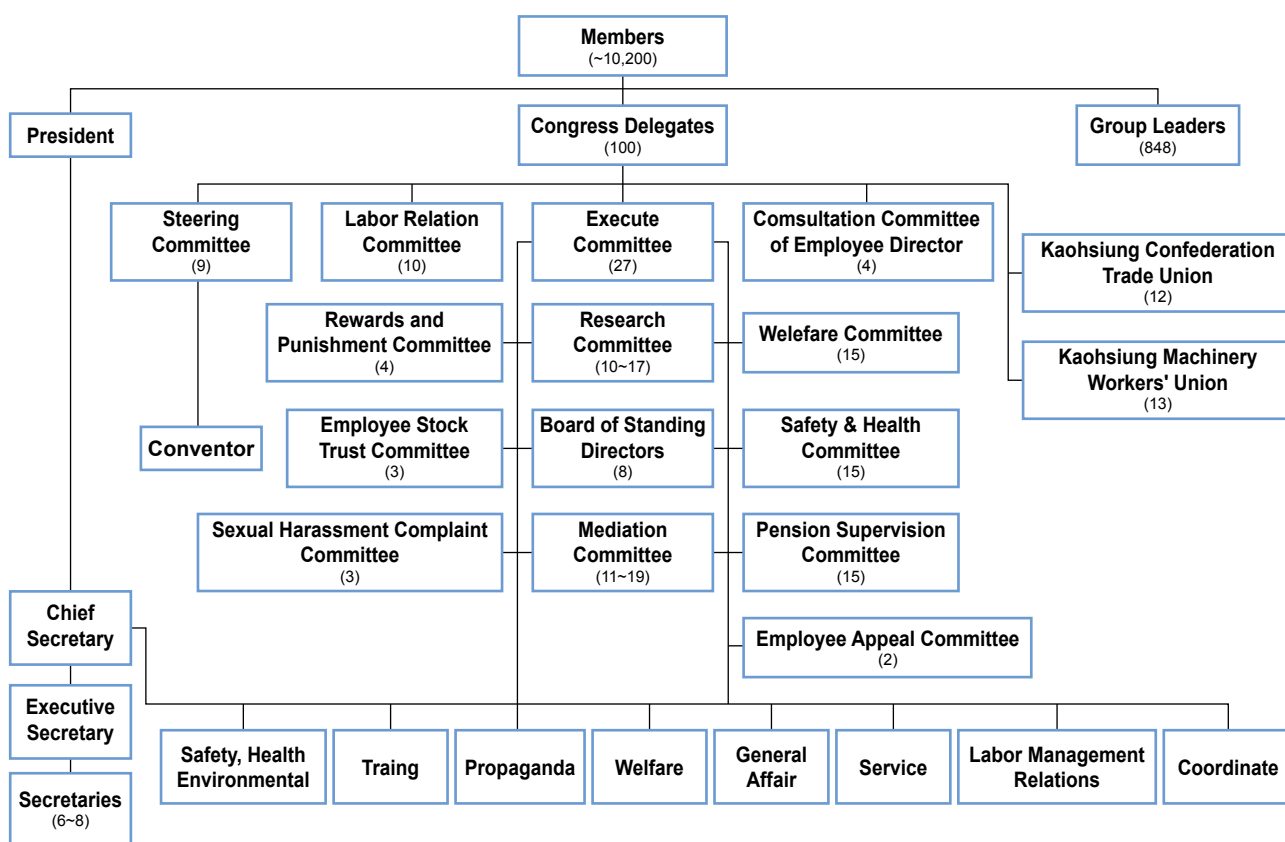 Members
(~10,200)
President
Congress Delegates
(100)
Group Leaders
(848)
Steering
Committee
(9)
Labor Relation
Committee
(10)
Execute
Committee
(27)
Comsultation Committee
of Employee Director
(4)
Kaohsiung Confederation
Trade Union
(12)
Rewards and
Punishment Committee
(4)
Research
Committee
(10~17)
Welefare Committee
(15)
Kaohsiung Machinery
Workers' Union
(13)
Conventor
Employee Stock
Trust Committee
(3)
Board of Standing
Directors
(8)
Safety & Health
Committee
(15)
Sexual Harassment Complaint
Committee
(3)
Mediation
Committee
(11~19)
Pension Supervision
Committee
(15)
Chief
Secretary
Employee Appeal Committee
(2)
Executive
Secretary
Safety, Health
Environmental
Traing
Propaganda
Welfare
General
Affair
Service
Labor Management
Relations
Coordinate
Secretaries
(6~8)